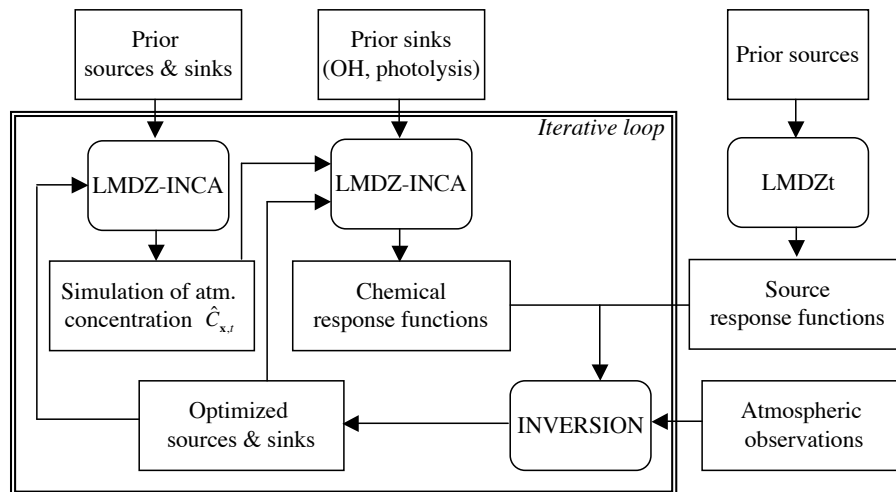 Prior
sources & sinks
Prior sinks
(OH, photolysis)
Prior sources
Iterative loop
LMDZ-INCA
LMDZ-INCA
LMDZt
Simulation of atm.
concentration Ĉx,t
Chemical
response functions
Source
response functions
Optimized
sources & sinks
INVERSION
Atmospheric
observations